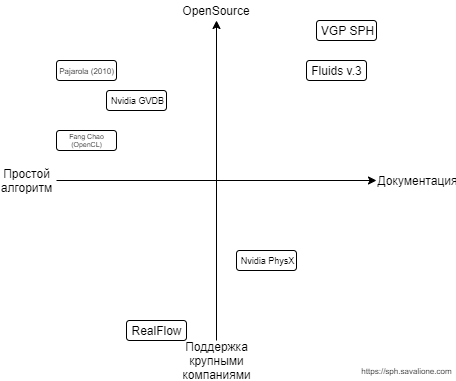 OpenSource
VGP SPH
Pajarola (2010)
Fluids v.3
Nvidia GVDB
Fang Chao
(OpenCL)
Простой
алгоритм
Документация
Nvidia PhysX
RealFlow
Поддержка
крупными
компаниями
https://sph.savalione.com